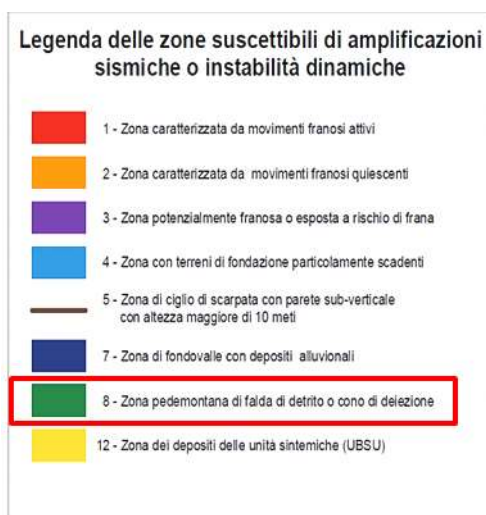 Legenda delle zone suscettibili di amplificazioni
sismiche o instabilità dinamiche
1 - Zona caratterizzata da movimenti franosi attivi
2 - Zona caratterizzata da movimenti franosi quiescenti
3 - Zona potenzialmente franosa o esposta a rischio di frana
4 - Zona con terreni di fondazione particolamente scadenti
5 - Zona di ciglio di scarpata con parete sub-verticale
con altezza maggiore di 10 meti
7 - Zona di fondovalle con depositi alluvionali
8 - Zona pedemontana di falda di detrito o cono di deiezione
12 - Zona dei depositi delle unità sintemiche (UBSU)